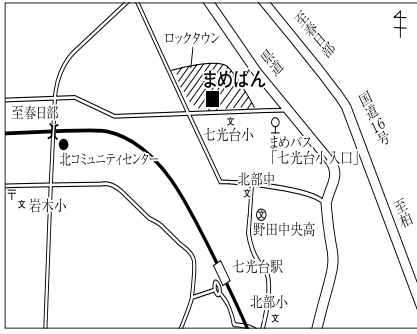 ロックタウン
まめばん
至春日部
県道
国道16号
至柏
七光台小
まめバス
「七光台小入口」
至春日部
北コミュニティセンター
岩木小
北部中
野田中央高
七光台駅
北部小